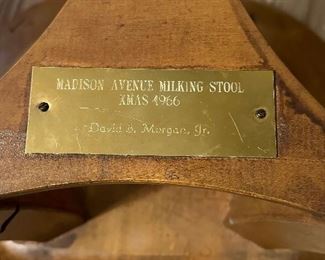 MADISON AVENUE MILKING STOOL
XMAS 1966
David B. Morgan, Jr.